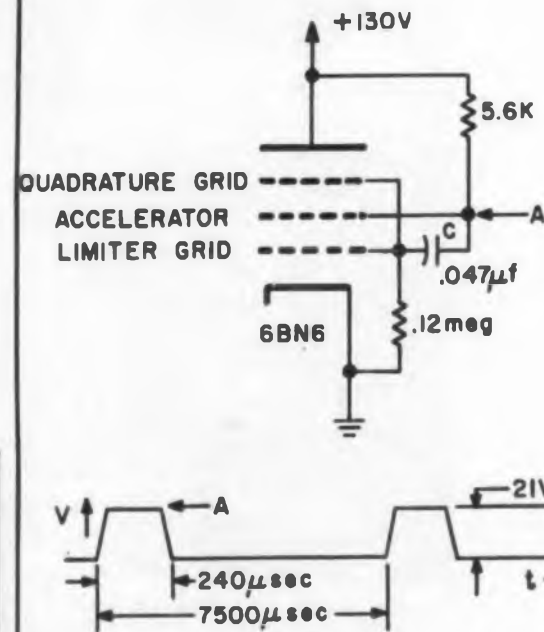 +130V
5.6K
QUADRATURE GRID
ACCELERATOR
A
LIMITER GRID
C
.047µf
6BN6
.12meg
V
A
21V
240µsec
t
7500µsec